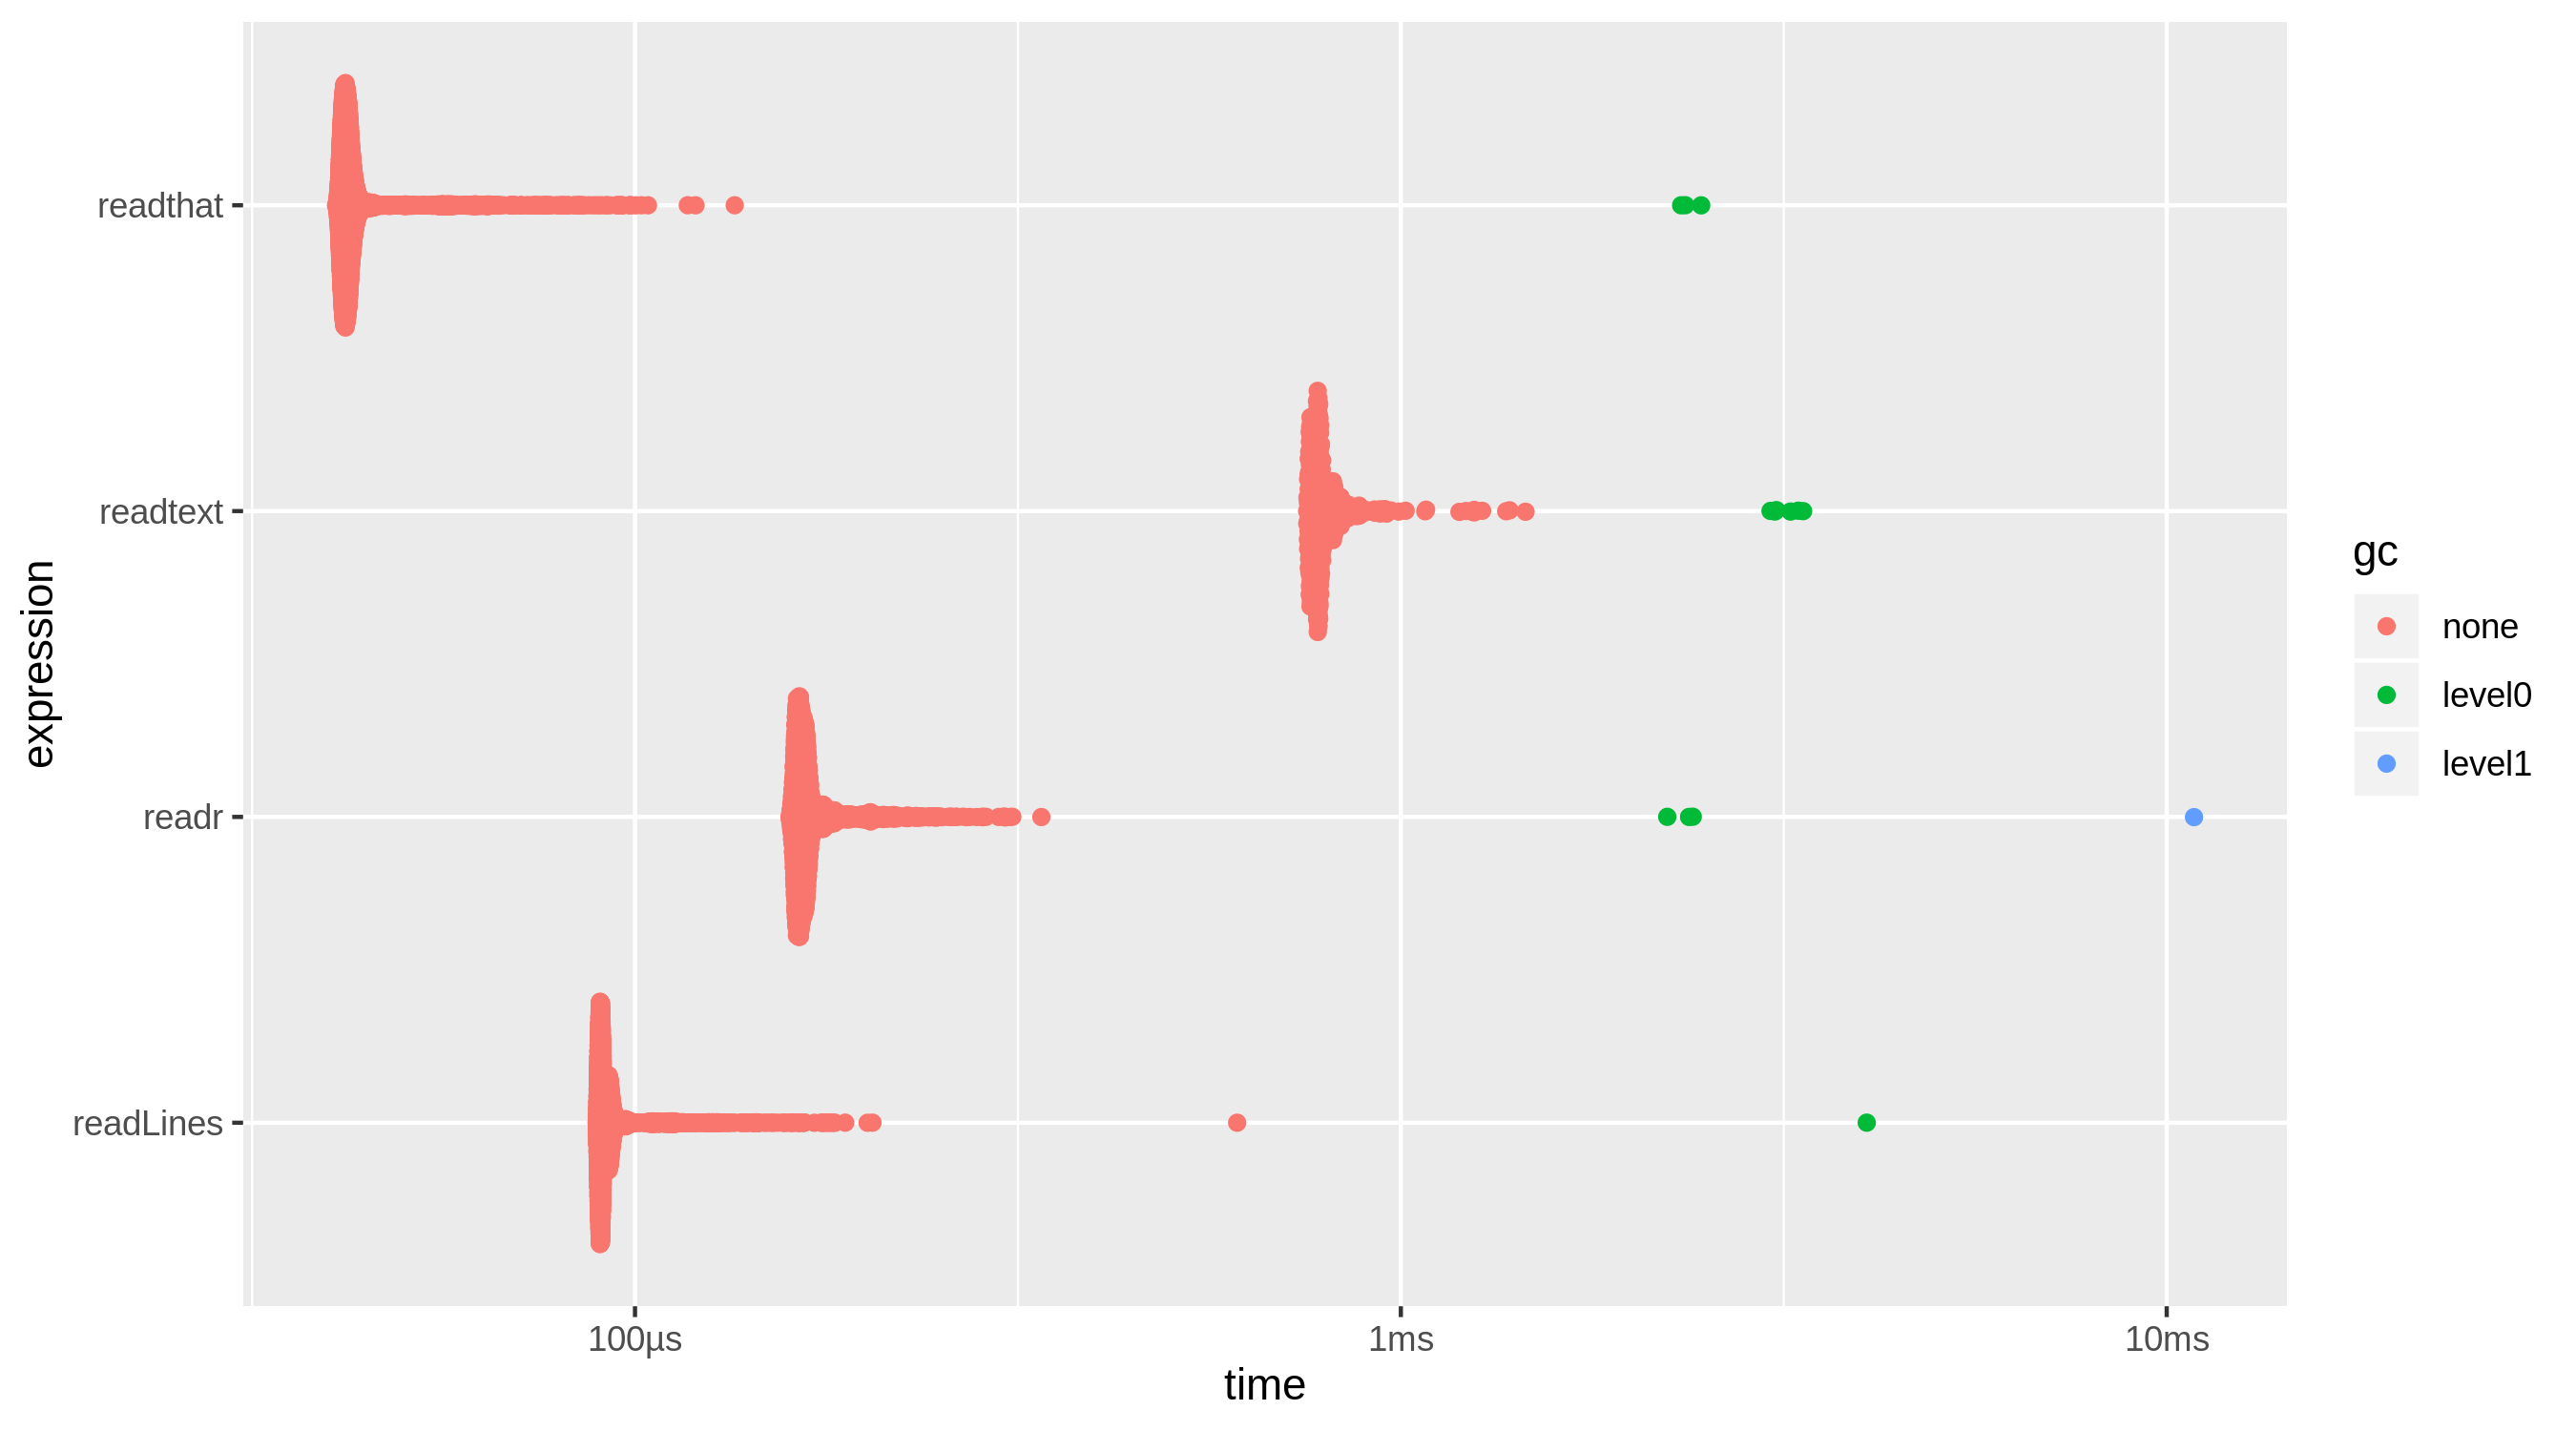 readthat
readtext
readr
readLines
expression
100µs
1ms
10ms
time
gc
none
level0
level1